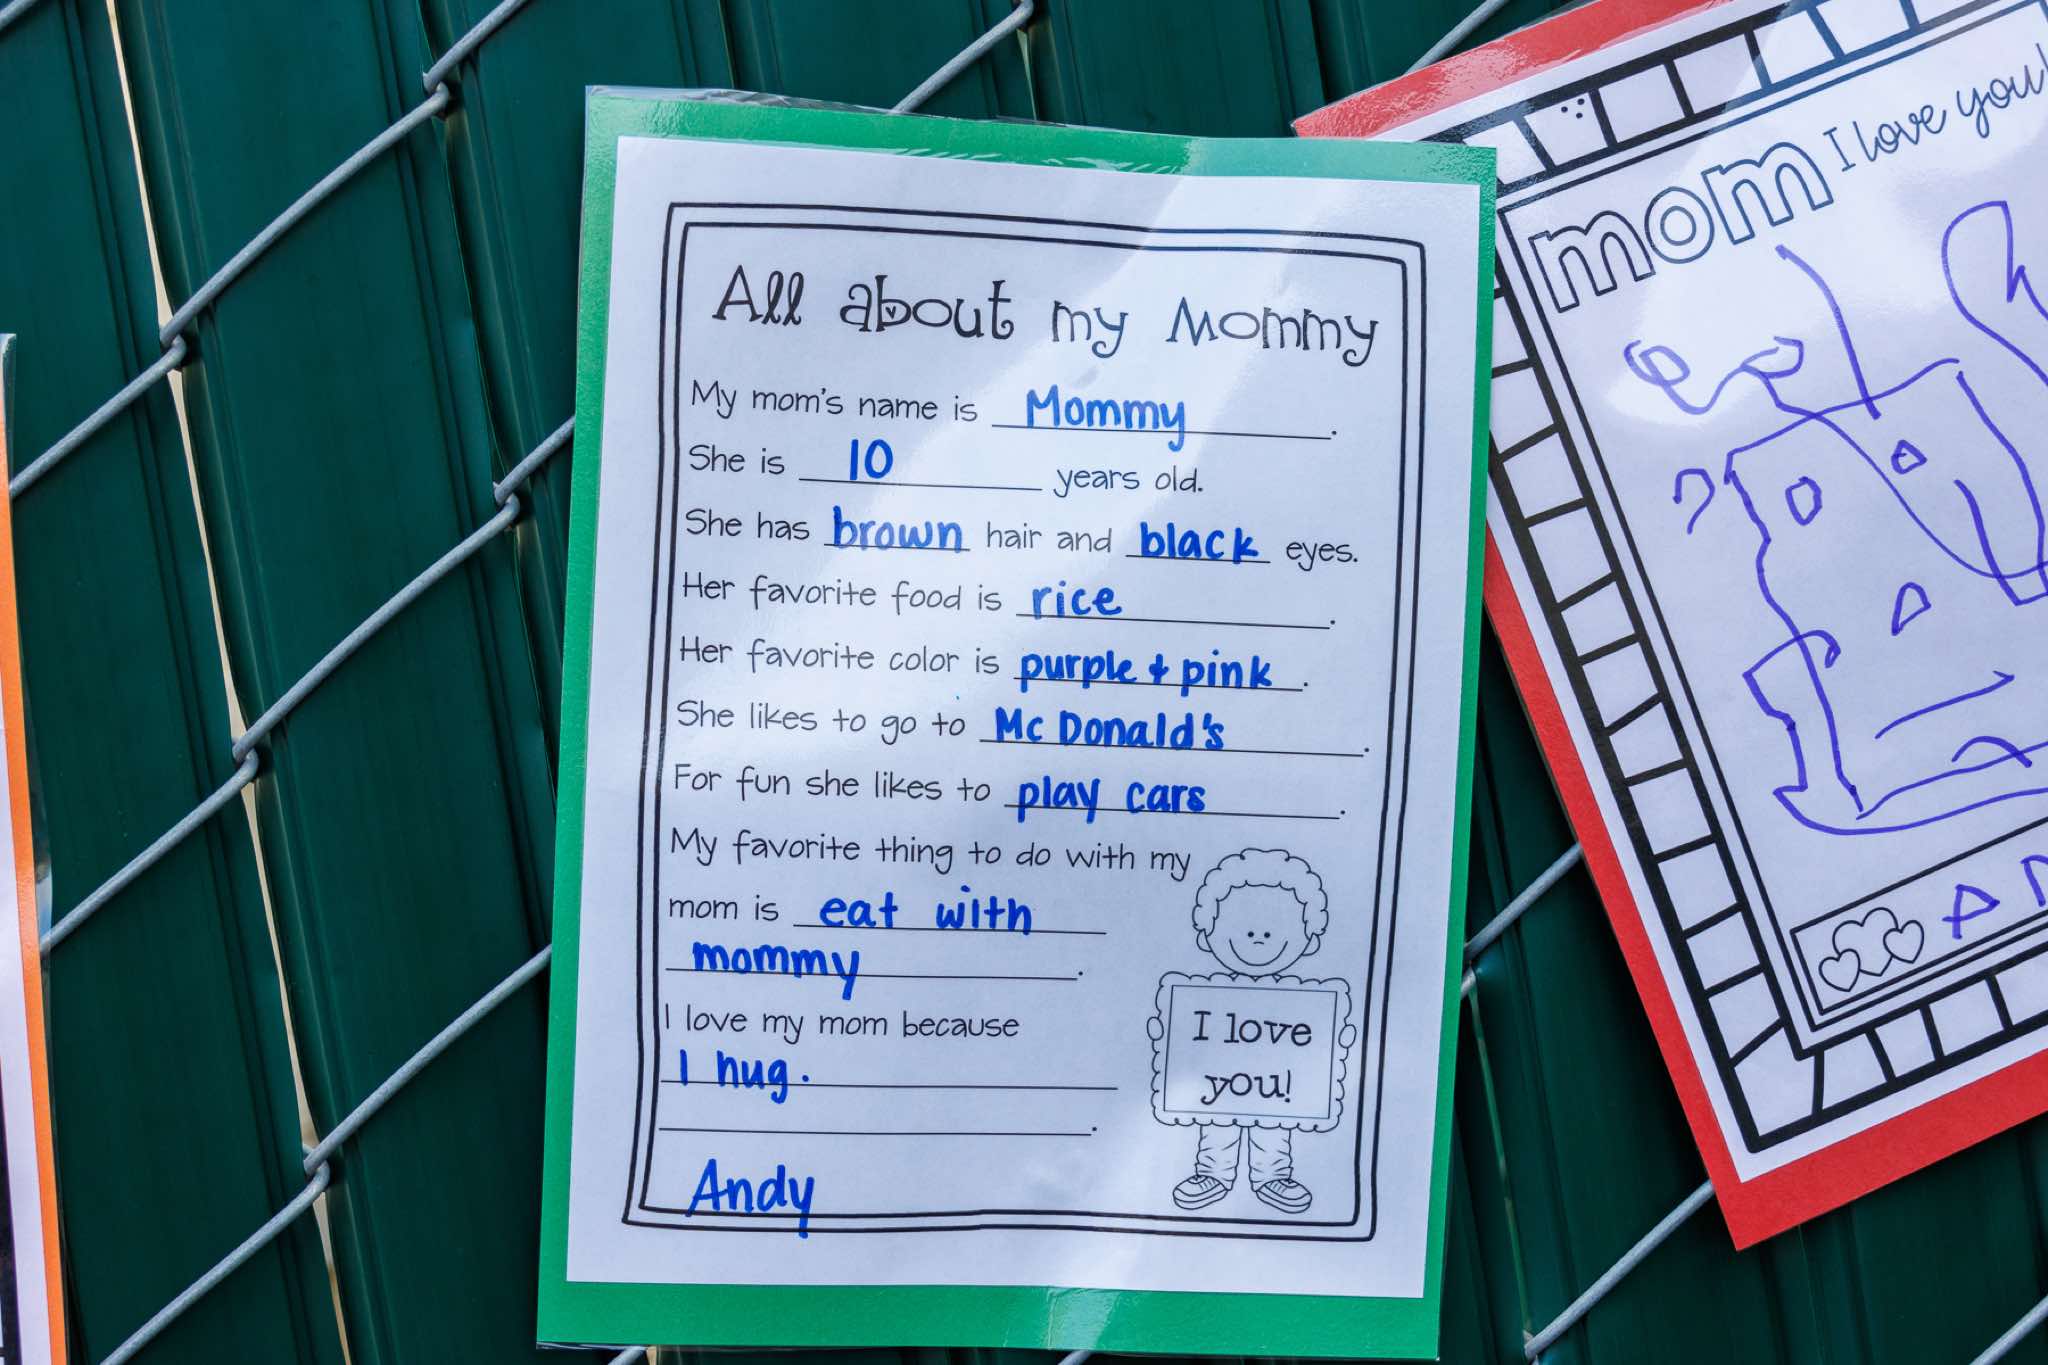 All about my Mommy
My mom's name is Mommy.
She is 10 years old.
She has brown hair and black eyes.
Her favorite food is rice.
Her favorite color is purple + pink.
She likes to go to McDonald's.
For fun she likes to play cars.
My favorite thing to do with my
mom is eat with
mommy.
I love my mom because
I hug.
.
Andy
I love
you!
mom I love you!
A